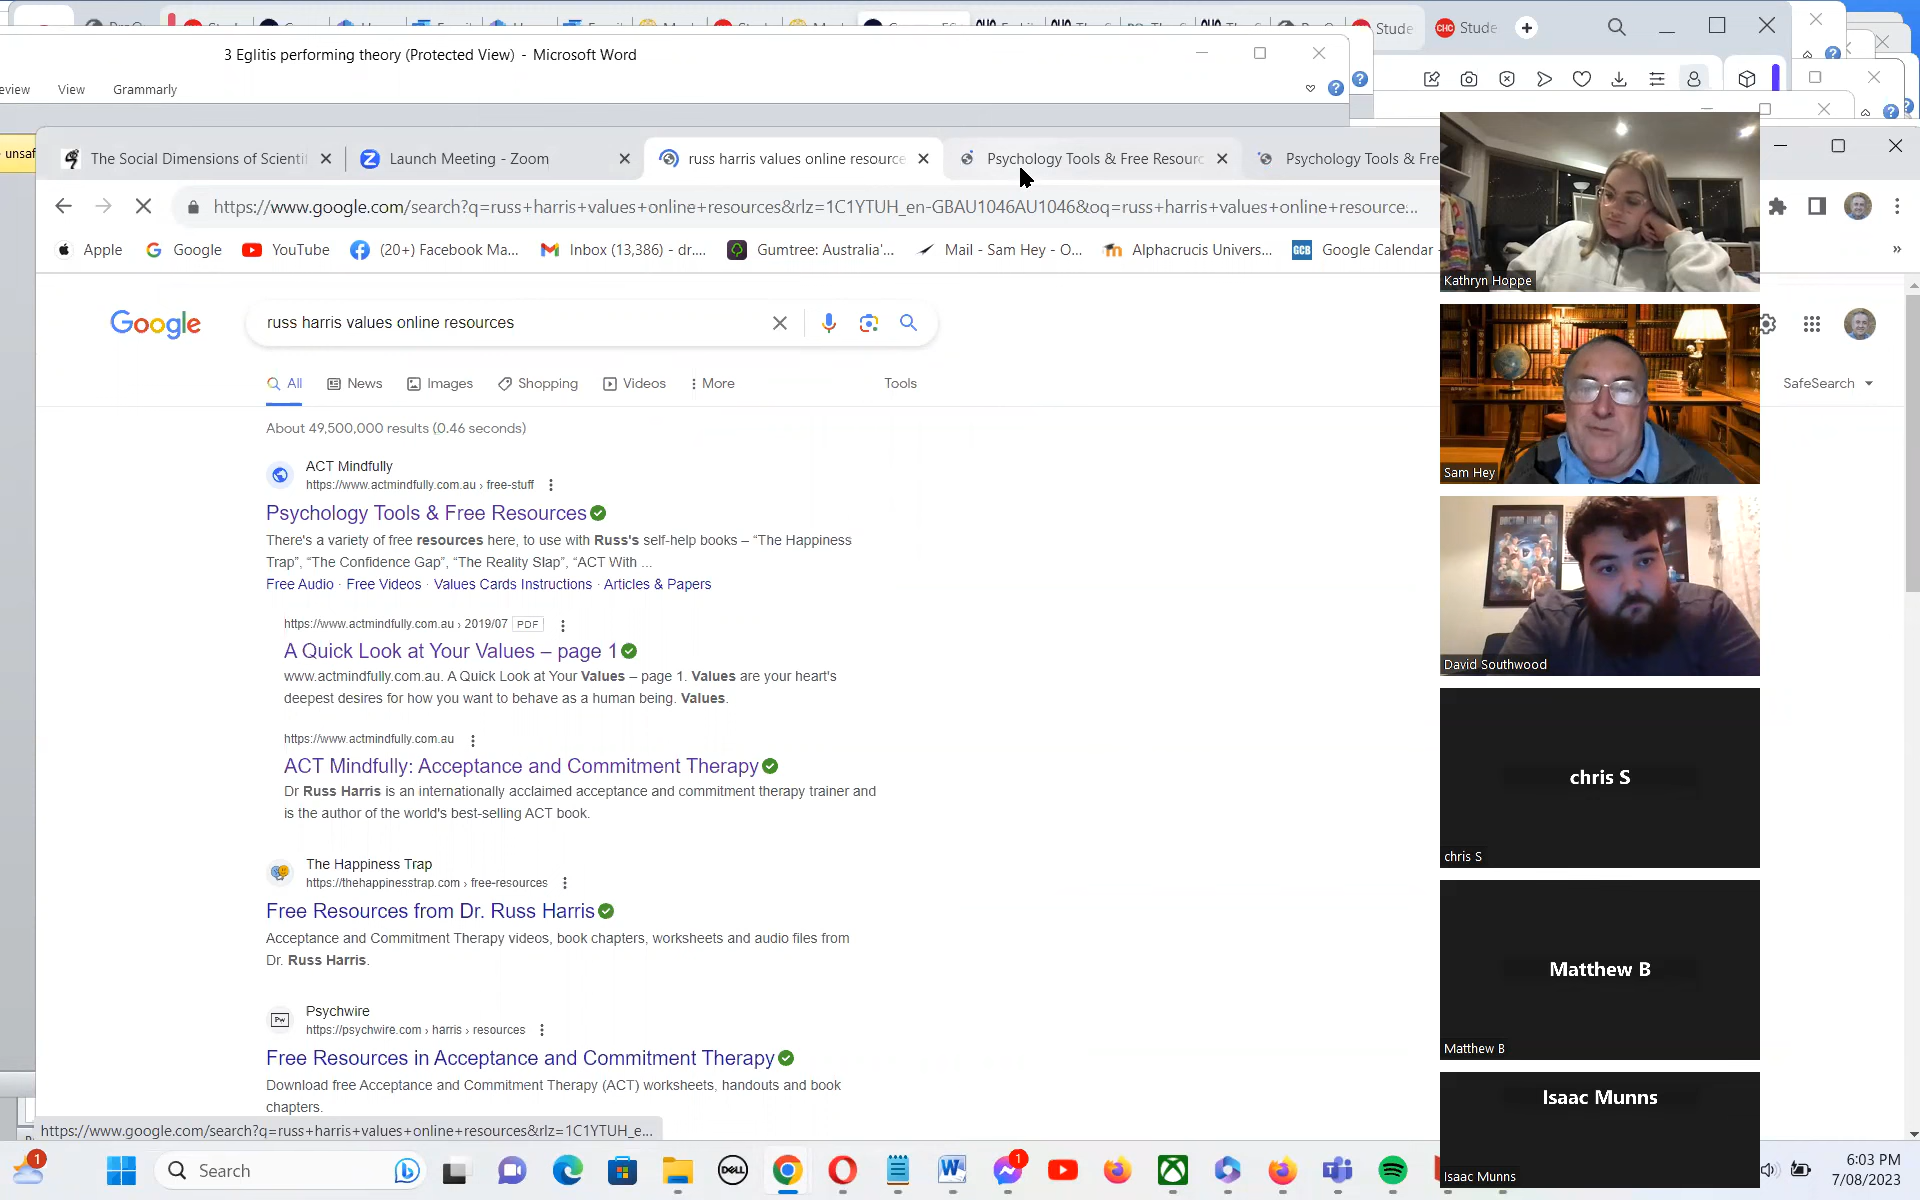 Stude
CHC Stude
3 Eglitis performing theory (Protected View) - Microsoft Word
eview View Grammarly
unsaf
The Social Dimensions of Scienti
Launch Meeting - Zoom
russ harris values online resource
Psychology Tools & Free Resourc
Psychology Tools & Fre
https://www.google.com/search?q=russ+harris+values+online+resources&rlz=1C1YTUH_en-GBAU1046AU1046&oq=russ+harris+values+online+resource...
Apple
Google
YouTube
(20+) Facebook Ma...
Inbox (13,386) - dr....
Gumtree: Australia'...
Mail - Sam Hey - O...
Alphacrucis Univers...
GCB Google Calendar
»
Google
russ harris values online resources
All News Images Shopping Videos More Tools
SafeSearch
About 49,500,000 results (0.46 seconds)
ACT Mindfully
https://www.actmindfully.com.au › free-stuff
Psychology Tools & Free Resources
There's a variety of free resources here, to use with Russ's self-help books – “The Happiness
Trap”, “The Confidence Gap”, “The Reality Slap”, “ACT With ...
Free Audio · Free Videos · Values Cards Instructions · Articles & Papers
https://www.actmindfully.com.au › 2019/07 PDF
A Quick Look at Your Values – page 1
www.actmindfully.com.au. A Quick Look at Your Values – page 1. Values are your heart's
deepest desires for how you want to behave as a human being. Values.
https://www.actmindfully.com.au
ACT Mindfully: Acceptance and Commitment Therapy
Dr Russ Harris is an internationally acclaimed acceptance and commitment therapy trainer and
is the author of the world's best-selling ACT book.
The Happiness Trap
https://thehappinesstrap.com › free-resources
Free Resources from Dr. Russ Harris
Acceptance and Commitment Therapy videos, book chapters, worksheets and audio files from
Dr. Russ Harris.
Pw Psychwire
https://psychwire.com › harris › resources
Free Resources in Acceptance and Commitment Therapy
Download free Acceptance and Commitment Therapy (ACT) worksheets, handouts and book
chapters.
https://www.google.com/search?q=russ+harris+values+online+resources&rlz=1C1YTUH_e...
Kathryn Hoppe
Sam Hey
DOCTOR WHO
David Southwood
chris S
chris S
Matthew B
Matthew B
Isaac Munns
Isaac Munns
1
Search
DELL
1
6:03 PM
7/08/2023